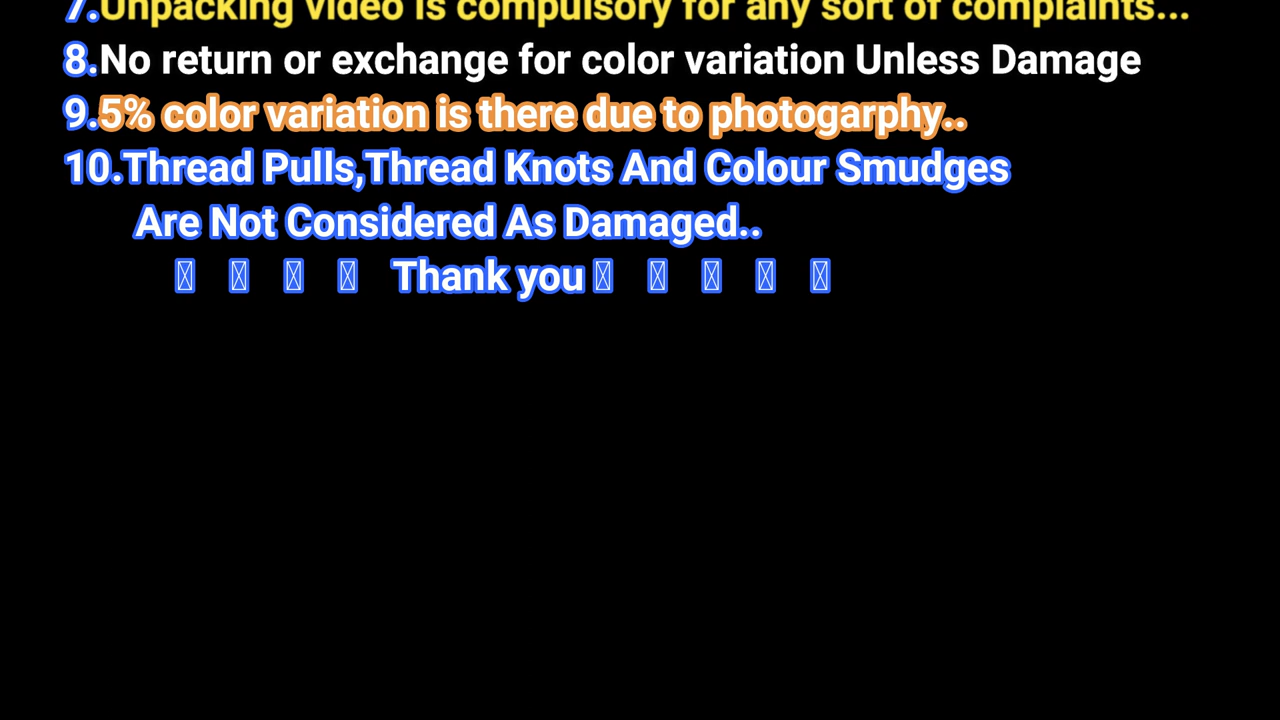 7.Unpacking video is compulsory for any sort of complaints...
8.No return or exchange for color variation Unless Damage
9.5% color variation is there due to photogarphy..
10.Thread Pulls,Thread Knots And Colour Smudges
Are Not Considered As Damaged..
Thank you